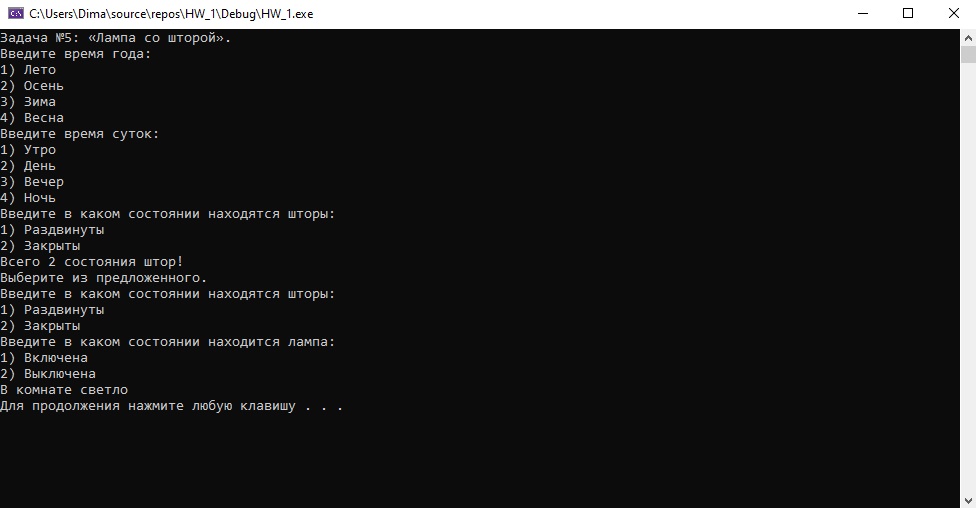 C:\Users\Dima\source\repos\HW_1\Debug\HW_1.exe
Задача №5: «Лампа со шторой».
Введите время года:
1) Лето
2) Осень
3) Зима
4) Весна
Введите время суток:
1) Утро
2) День
3) Вечер
4) Ночь
Введите в каком состоянии находятся шторы:
1) Раздвинуты
2) Закрыты
Всего 2 состояния штор!
Выберите из предложенного.
Введите в каком состоянии находятся шторы:
1) Раздвинуты
2) Закрыты
Введите в каком состоянии находится лампа:
1) Включена
2) Выключена
В комнате светло
Для продолжения нажмите любую клавишу . . .